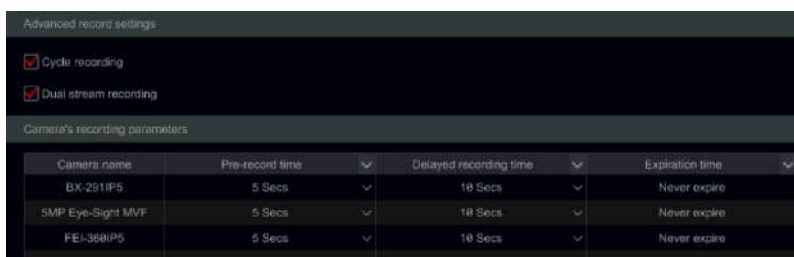 Advanced record settings
Cycle recording
Dual stream recording
Camera's recording parameters
Camera name Pre-record time Delayed recording time Expiration time
BX-291IP5 5 Secs 10 Secs Never expire
5MP Eye-Sight MVF 5 Secs 10 Secs Never expire
FEI-360IP5 5 Secs 10 Secs Never expire